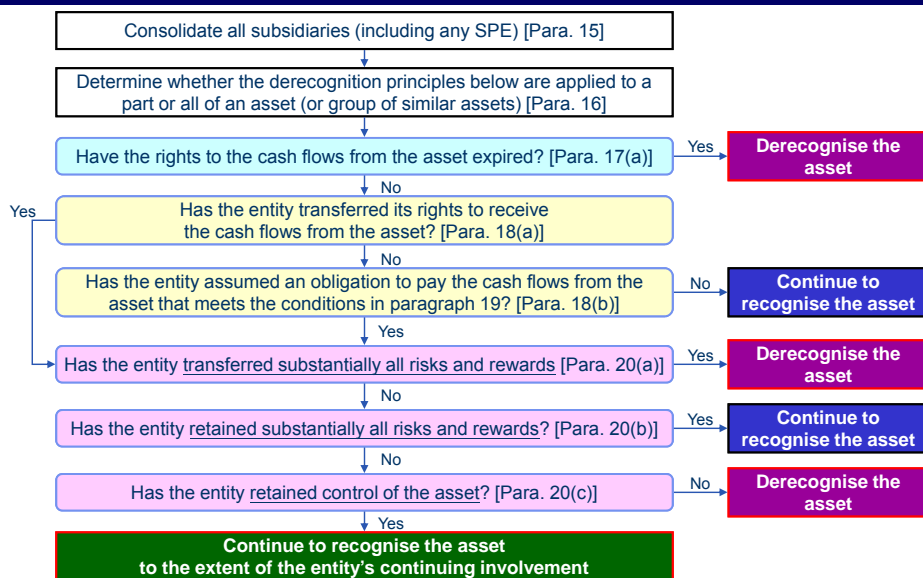 Consolidate all subsidiaries (including any SPE) [Para. 15]
Determine whether the derecognition principles below are applied to a
part or all of an asset (or group of similar assets) [Para. 16]
Have the rights to the cash flows from the asset expired? [Para. 17(a)]
Yes
Derecognise the
asset
No
Yes
Has the entity transferred its rights to receive
the cash flows from the asset? [Para. 18(a)]
No
Has the entity assumed an obligation to pay the cash flows from the
asset that meets the conditions in paragraph 19? [Para. 18(b)]
No
Continue to
recognise the asset
Yes
Has the entity transferred substantially all risks and rewards [Para. 20(a)]
Yes
Derecognise the
asset
No
Has the entity retained substantially all risks and rewards? [Para. 20(b)]
Yes
Continue to
recognise the asset
No
Has the entity retained control of the asset? [Para. 20(c)]
No
Derecognise the
asset
Yes
Continue to recognise the asset
to the extent of the entity's continuing involvement